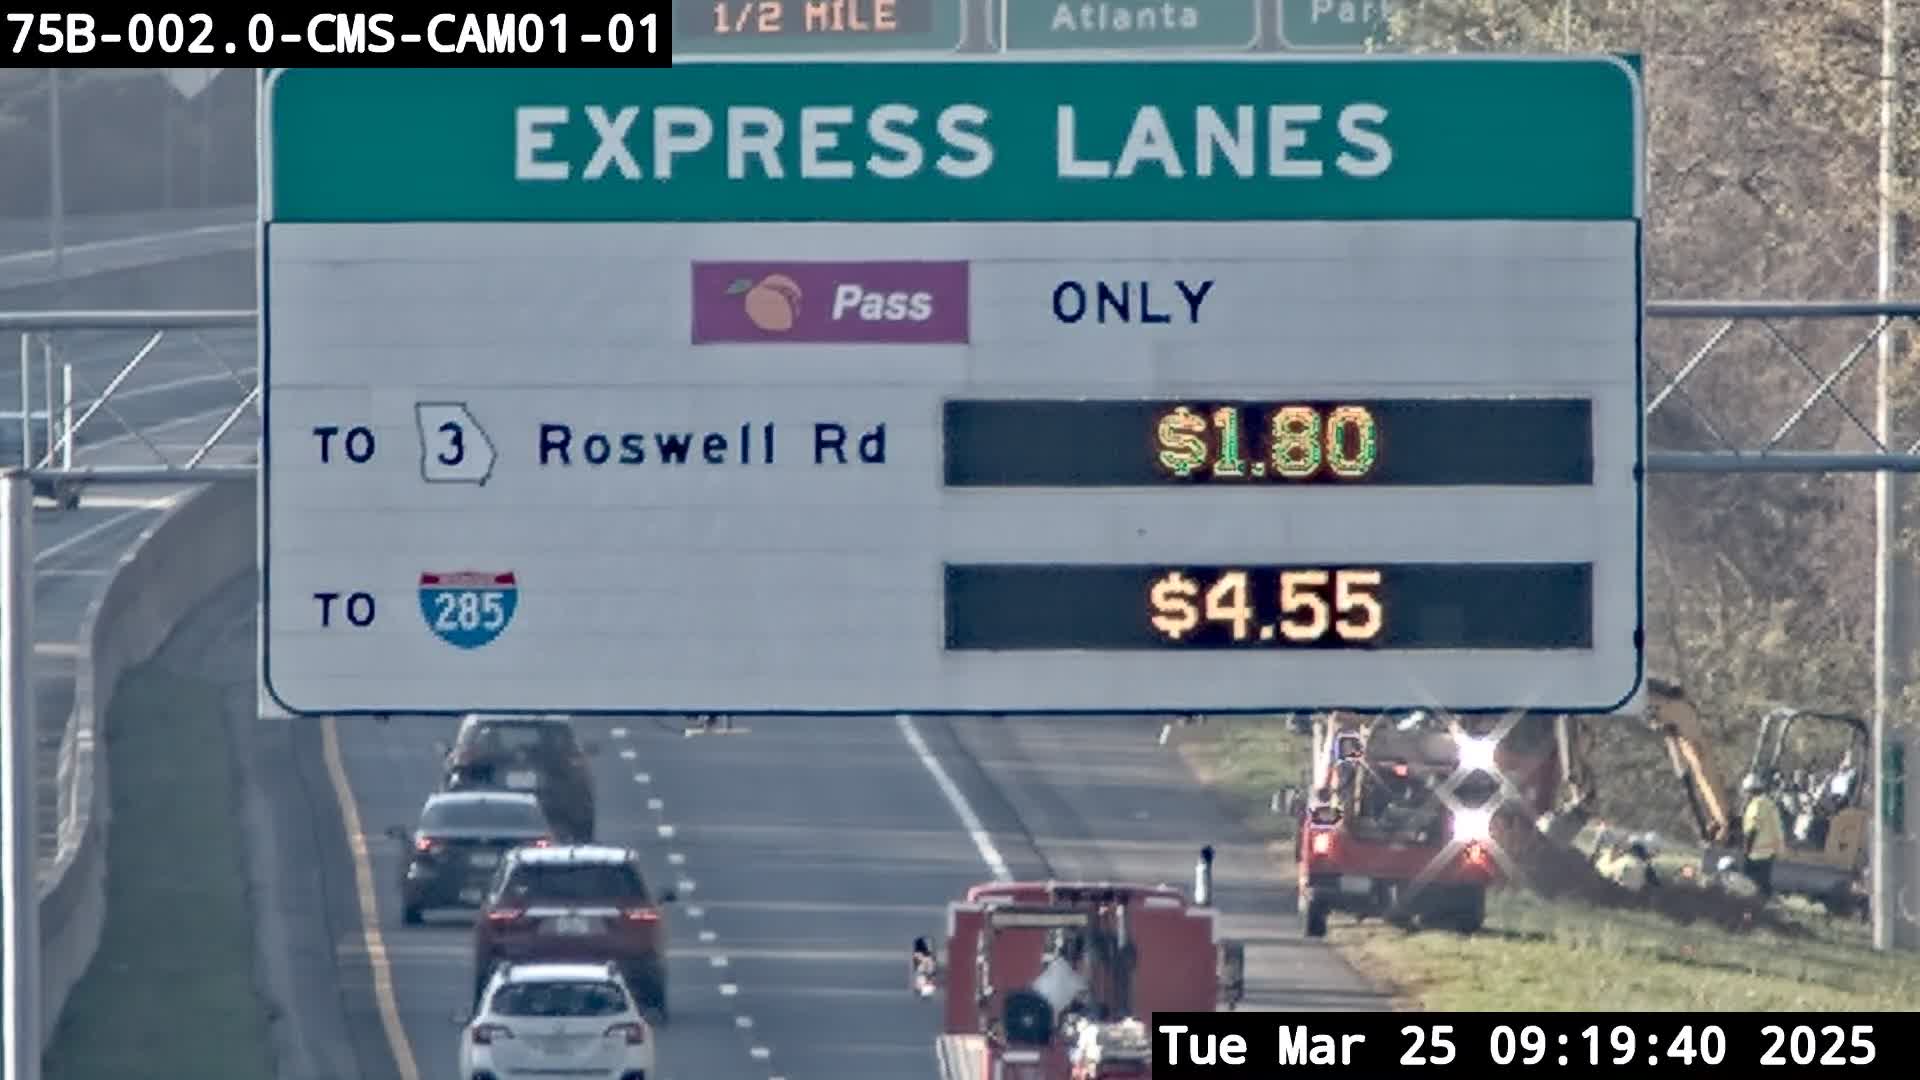 75B-002.0-CMS-CAM01-01
1/2 MILE
Atlanta
EXPRESS LANES
Pass ONLY
TO 3 Roswell Rd $1.80
TO 285 $4.55
Tue Mar 25 09:19:40 2025